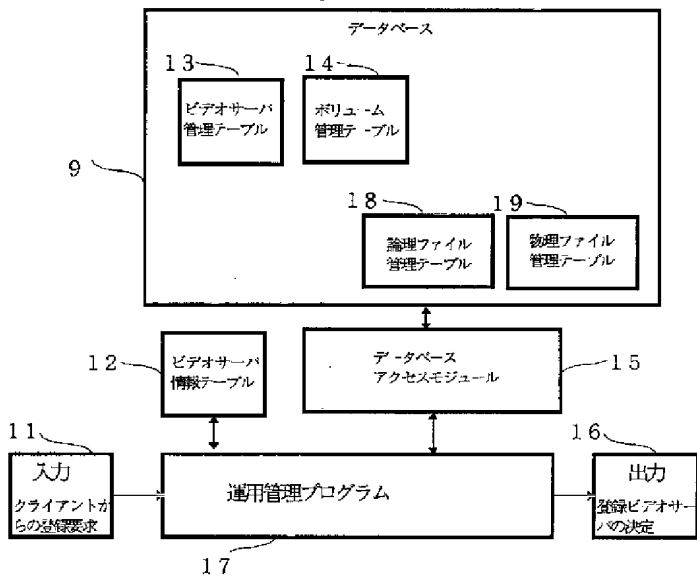 データベース
13
14
ビデオサーバ
管理テーブル
ボリューム
管理テーブル
9
18
19
論理ファイル
管理テーブル
物理ファイル
管理テーブル
12
ビデオサーバ
情報テーブル
データベース
アクセスモジュール
15
11
16
入力
クライアントか
らの登録要求
運用管理プログラム
出力
登録ビデオサー
バの決定
17